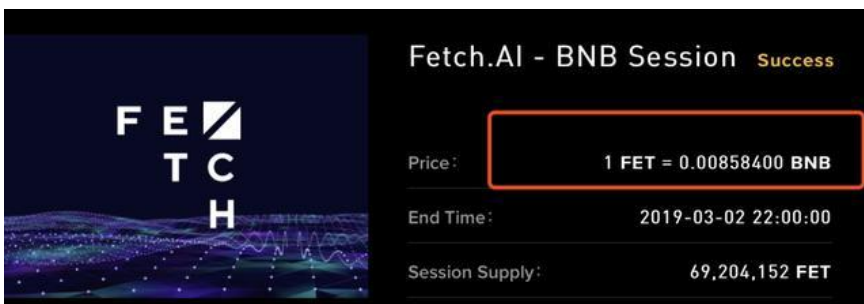 FE
TC
H
Fetch.AI - BNB Session Success
Price: 1 FET = 0.00858400 BNB
End Time: 2019-03-02 22:00:00
Session Supply: 69,204,152 FET